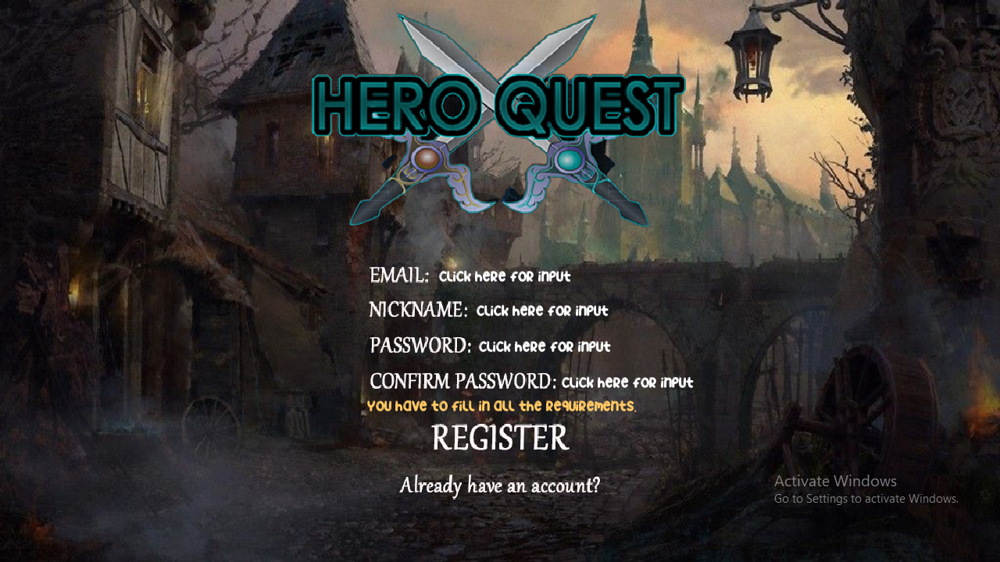 HERO QUEST
EMAIL: Click here for input
NICKNAME: Click here for input
PASSWORD: Click here for input
CONFIRM PASSWORD: Click here for input
You have to fill in all the requirements.
REGISTER
Already have an account?
Activate Windows
Go to Settings to activate Windows.